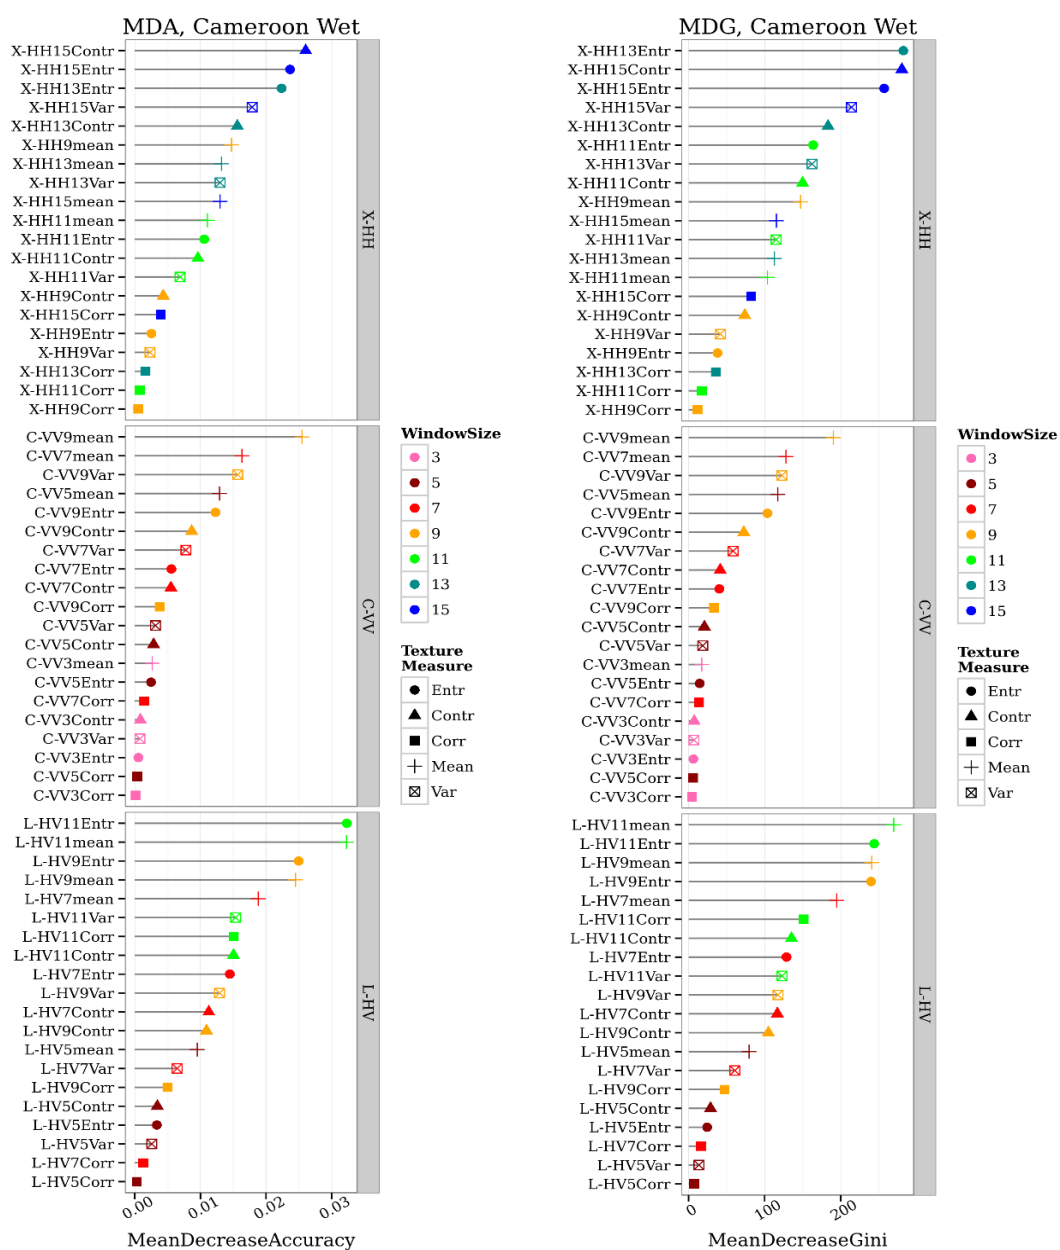 MDA, Cameroon Wet
X-HH15Contr
X-HH15Entr
X-HH13Entr
X-HH15Var
X-HH13Contr
X-HH9mean
X-HH13mean
X-HH13Var
X-HH15mean
X-HH11mean
X-HH11Entr
X-HH11Contr
X-HH11Var
X-HH9Contr
X-HH15Corr
X-HH9Entr
X-HH9Var
X-HH13Corr
X-HH11Corr
X-HH9Corr
X-HH
C-VV9mean
C-VV7mean
C-VV9Var
C-VV5mean
C-VV9Entr
C-VV9Contr
C-VV7Var
C-VV7Entr
C-VV7Contr
C-VV9Corr
C-VV5Var
C-VV5Contr
C-VV3mean
C-VV5Entr
C-VV7Corr
C-VV3Contr
C-VV3Var
C-VV3Entr
C-VV5Corr
C-VV3Corr
C-VV
L-HV11Entr
L-HV11mean
L-HV9Entr
L-HV9mean
L-HV7mean
L-HV11Var
L-HV11Corr
L-HV11Contr
L-HV7Entr
L-HV9Var
L-HV7Contr
L-HV9Contr
L-HV5mean
L-HV7Var
L-HV9Corr
L-HV5Contr
L-HV5Entr
L-HV5Var
L-HV7Corr
L-HV5Corr
L-HV
0.00 0.01 0.02 0.03
MeanDecreaseAccuracy
WindowSize
3
5
7
9
11
13
15
Texture
Measure
Entr
Contr
Corr
Mean
Var
MDG, Cameroon Wet
X-HH13Entr
X-HH15Contr
X-HH15Entr
X-HH15Var
X-HH13Contr
X-HH11Entr
X-HH13Var
X-HH11Contr
X-HH9mean
X-HH15mean
X-HH11Var
X-HH13mean
X-HH11mean
X-HH15Corr
X-HH9Contr
X-HH9Var
X-HH9Entr
X-HH13Corr
X-HH11Corr
X-HH9Corr
X-HH
C-VV9mean
C-VV7mean
C-VV9Var
C-VV5mean
C-VV9Entr
C-VV9Contr
C-VV7Var
C-VV7Contr
C-VV7Entr
C-VV9Corr
C-VV5Contr
C-VV5Var
C-VV3mean
C-VV5Entr
C-VV7Corr
C-VV3Contr
C-VV3Var
C-VV3Entr
C-VV5Corr
C-VV3Corr
C-VV
L-HV11mean
L-HV11Entr
L-HV9mean
L-HV9Entr
L-HV7mean
L-HV11Corr
L-HV11Contr
L-HV7Entr
L-HV11Var
L-HV9Var
L-HV7Contr
L-HV9Contr
L-HV5mean
L-HV7Var
L-HV9Corr
L-HV5Contr
L-HV5Entr
L-HV7Corr
L-HV5Var
L-HV5Corr
L-HV
0 100 200
MeanDecreaseGini
WindowSize
3
5
7
9
11
13
15
Texture
Measure
Entr
Contr
Corr
Mean
Var